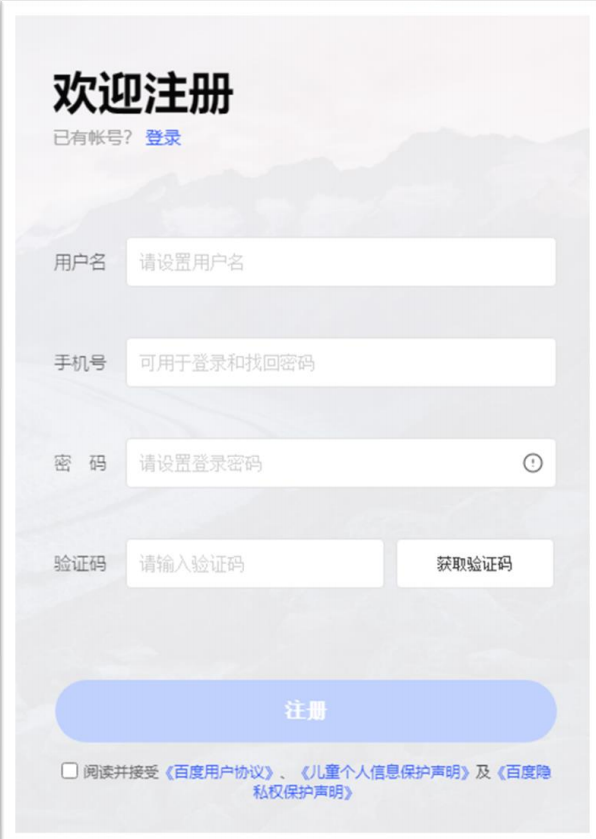 欢迎注册
已有帐号? 登录
用户名 请设置用户名
手机号 可用于登录和找回密码
密 码 请设置登录密码
验证码 请输入验证码 获取验证码
注册
阅读并接受《百度用户协议》、《儿童个人信息保护声明》及《百度隐
私权保护声明》